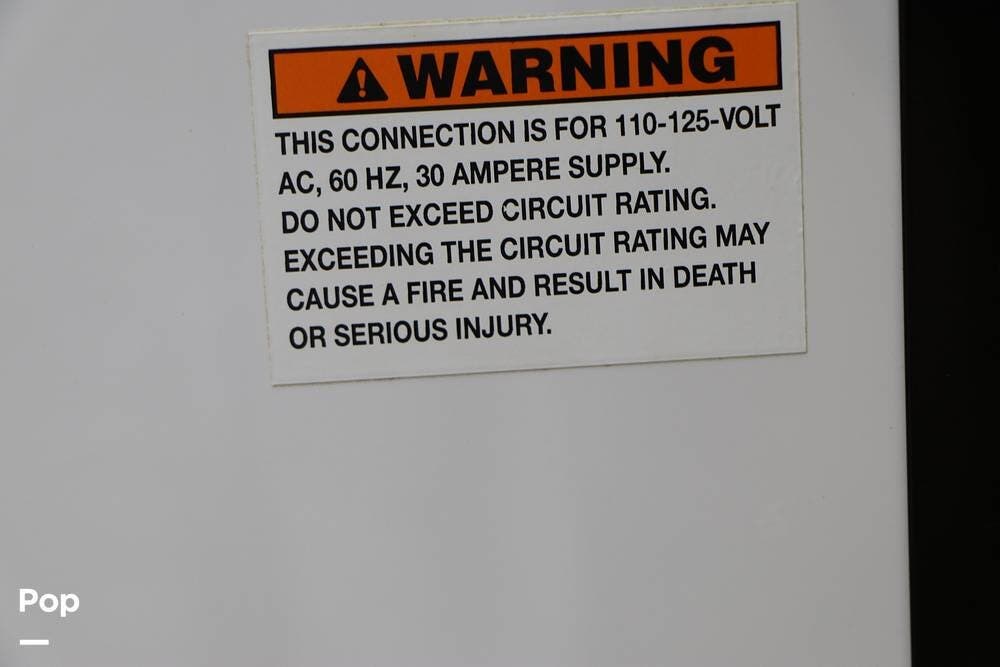 WARNING
THIS CONNECTION IS FOR 110-125-VOLT
AC, 60 HZ, 30 AMPERE SUPPLY.
DO NOT EXCEED CIRCUIT RATING.
EXCEEDING THE CIRCUIT RATING MAY
CAUSE A FIRE AND RESULT IN DEATH
OR SERIOUS INJURY.
Pop